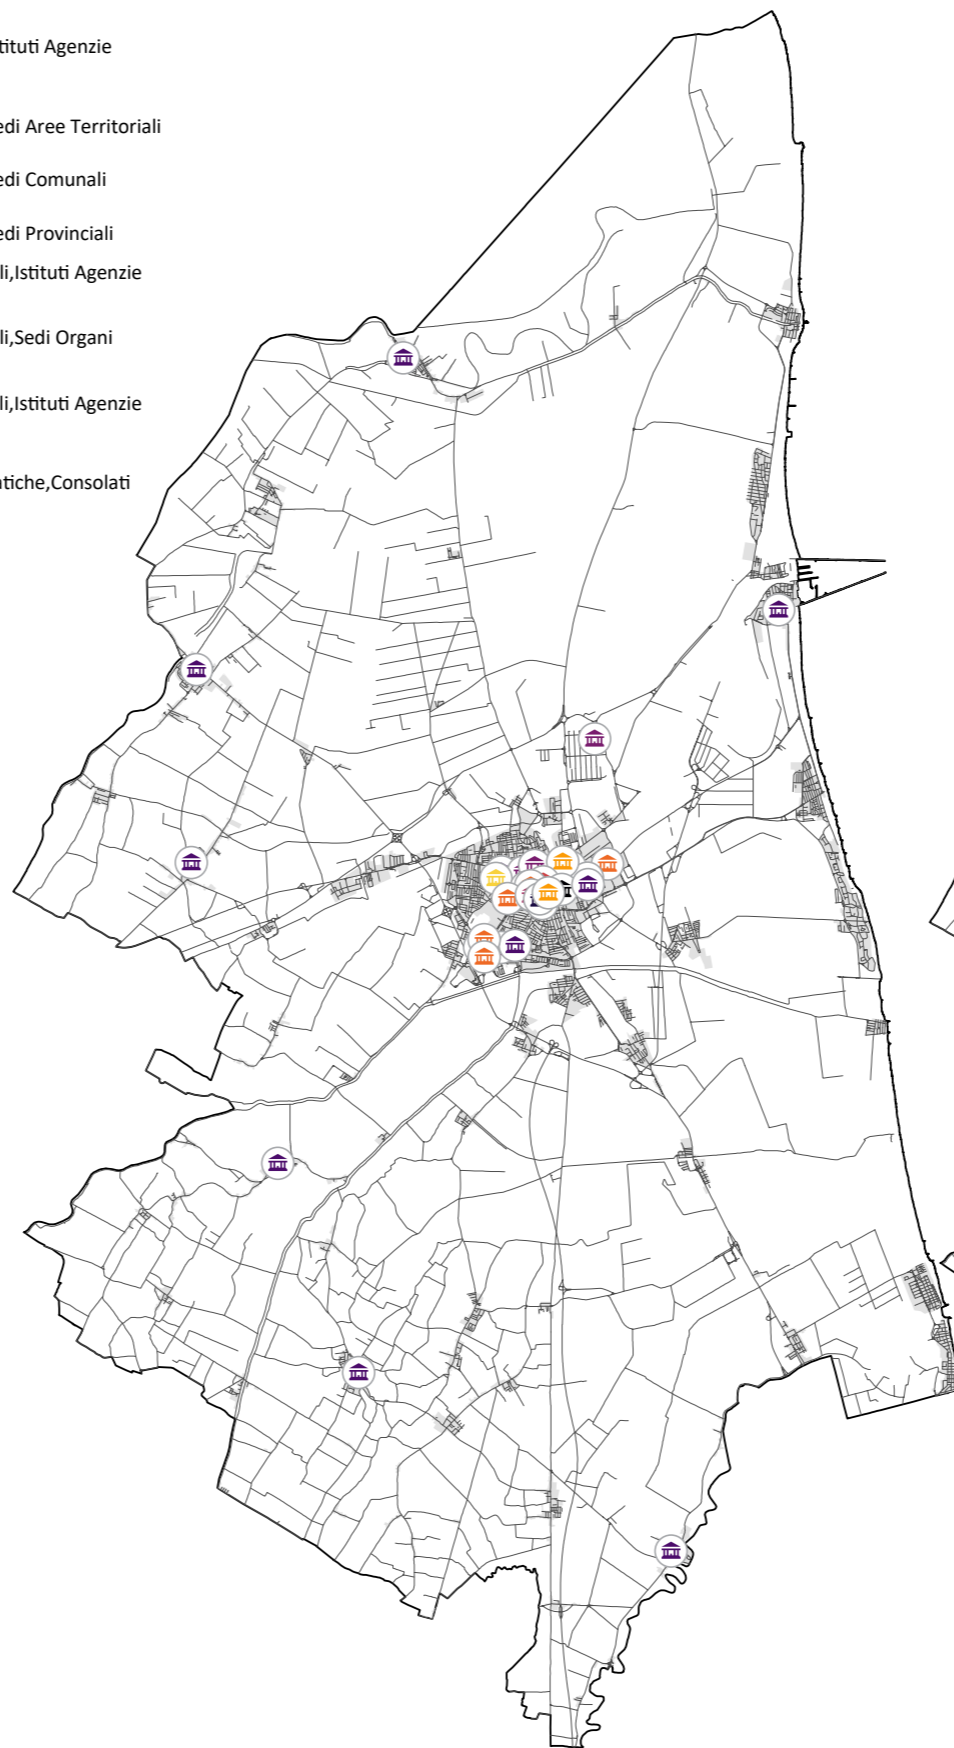 tituti Agenzie
edi Aree Territoriali
edi Comunali
edi Provinciali
li,Istituti Agenzie
li,Sedi Organi
li,Istituti Agenzie
atiche,Consolati